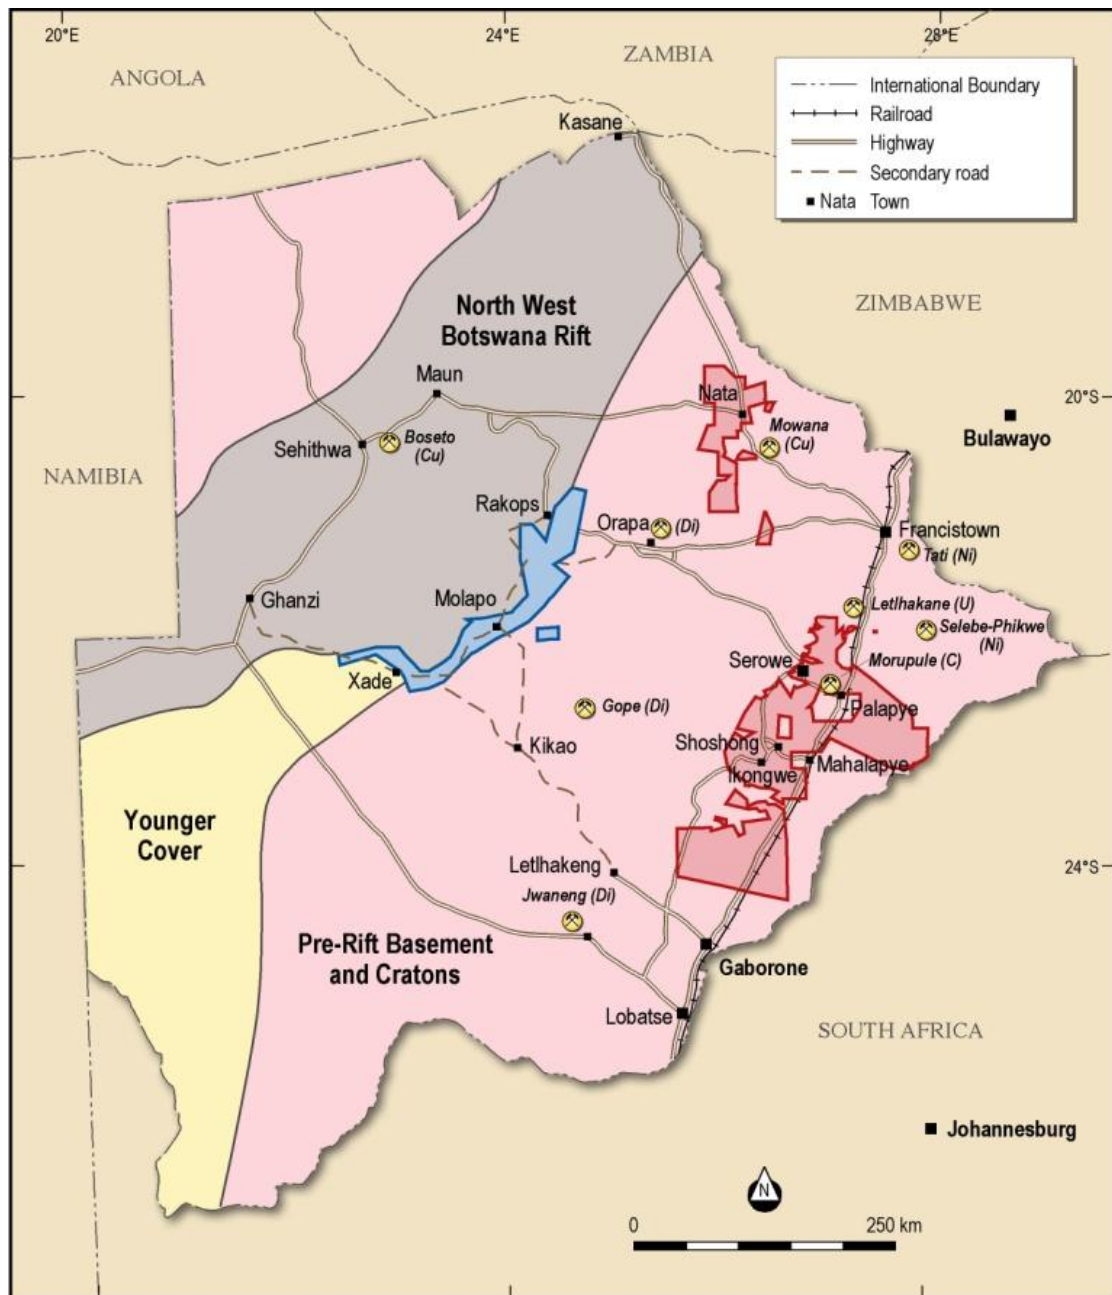 20°E
24°E
28°E
ANGOLA
ZAMBIA
International Boundary
Railroad
Highway
Secondary road
Nata Town
Kasane
ZIMBABWE
North West
Botswana Rift
Maun
Nata
20°S
Bulawayo
Sehithwa
Boseto
(Cu)
Mowana
(Cu)
NAMIBIA
Rakops
Orapa
(Di)
Francistown
Tati (Ni)
Ghanzi
Molapo
Letlhakane (U)
Selebe-Phikwe
(Ni)
Serowe
Morupule (C)
Xade
Gope (Di)
Palapye
Kikao
Shoshong
Ikongwe
Mahalapye
Younger
Cover
Letlhakeng
24°S
Jwaneng (Di)
Pre-Rift Basement
and Cratons
Gaborone
Lobatse
SOUTH AFRICA
Johannesburg
N
0
250 km